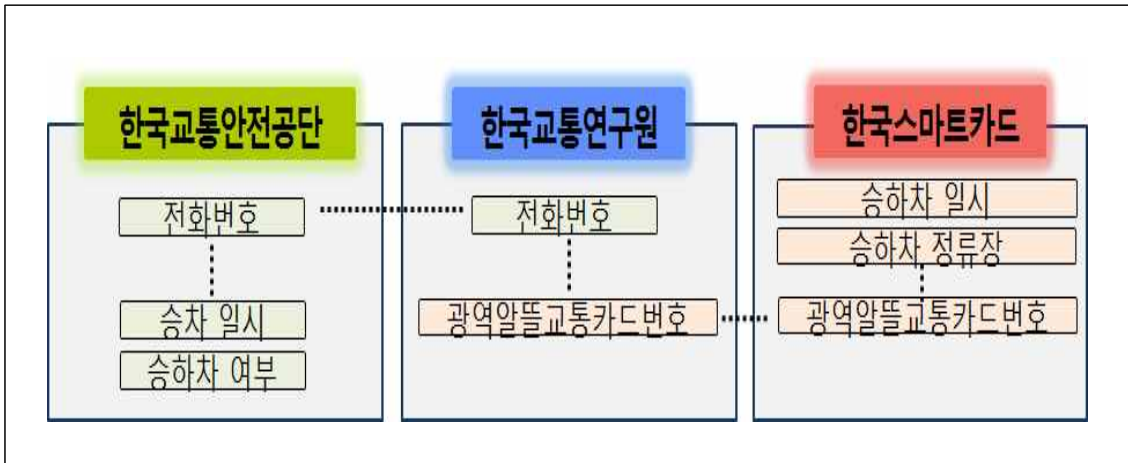 한국교통안전공단
전화번호
승차 일시
승하차 여부
한국교통연구원
전화번호
광역알뜰교통카드번호
한국스마트카드
승하차 일시
승하차 정류장
광역알뜰교통카드번호